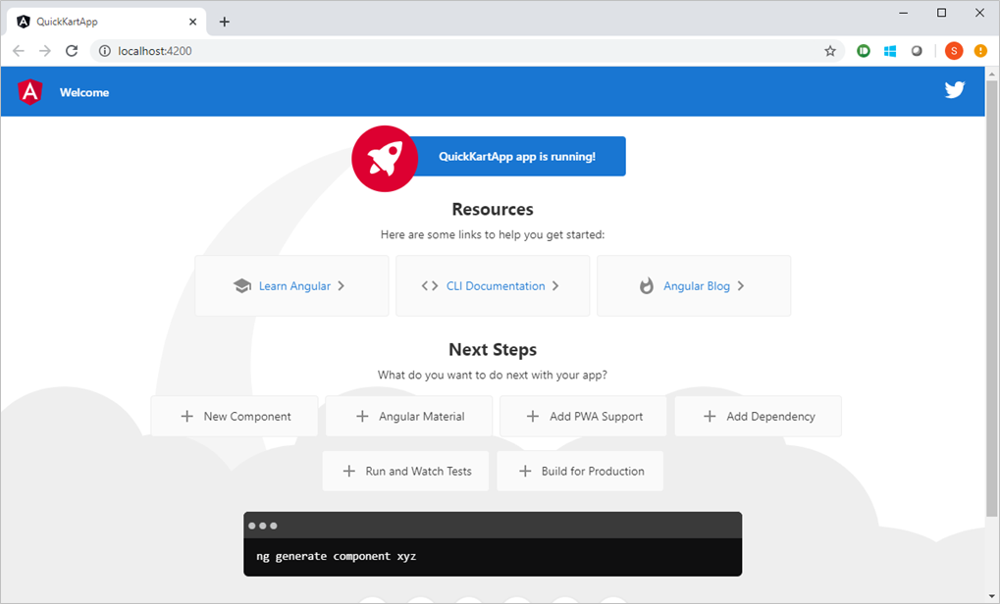 QuickKartApp
localhost:4200
S
Welcome
QuickKartApp app is running!
Resources
Here are some links to help you get started:
Learn Angular
CLI Documentation
Angular Blog
Next Steps
What do you want to do next with your app?
New Component
Angular Material
Add PWA Support
Add Dependency
Run and Watch Tests
Build for Production
ng generate component xyz